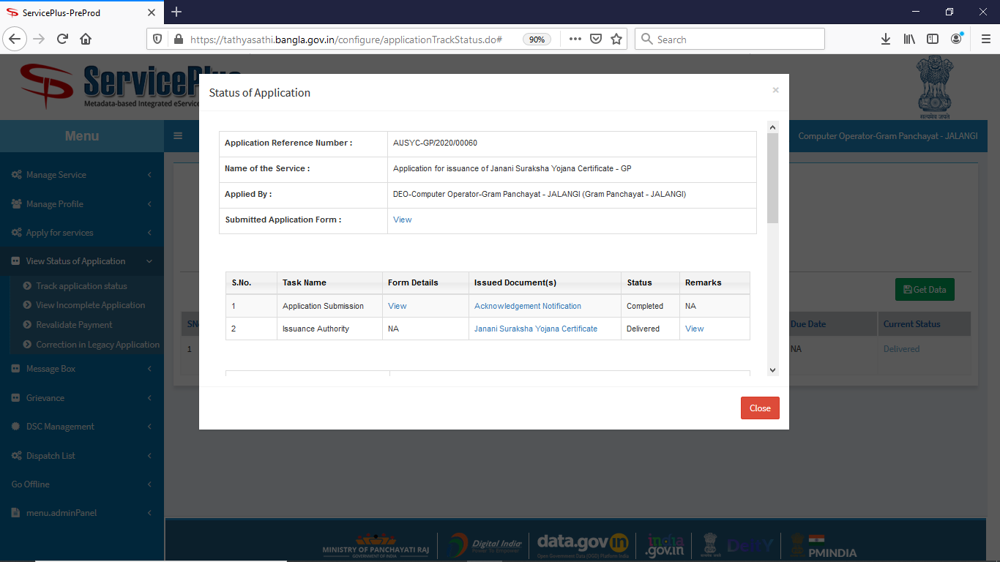 ServicePlus-PreProd
https://tathyasathi.bangla.gov.in/configure/applicationTrackStatus.do#
90%
Search
ServiceP
Metadata-based Integrated eService
सत्यमेव जयते
Menu
Computer Operator-Gram Panchayat - JALANGI
Manage Service
Manage Profile
Apply for services
View Status of Application
Track application status
View Incomplete Application
Revalidate Payment
Correction in Legacy Application
Message Box
Grievance
DSC Management
Dispatch List
Go Offline
menu.adminPanel
Status of Application
×
Application Reference Number :
AIJSYC-GP/2020/00060
Name of the Service :
Application for issuance of Janani Suraksha Yojana Certificate - GP
Applied By :
DEO-Computer Operator-Gram Panchayat - JALANGI (Gram Panchayat - JALANGI)
Submitted Application Form :
View
S.No. Task Name Form Details Issued Document(s) Status Remarks
1 Application Submission View Acknowledgement Notification Completed NA
2 Issuance Authority NA Janani Suraksha Yojana Certificate Delivered View
Close
Get Data
SN Due Date Current Status
1 NA Delivered
MINISTRY OF PANCHAYATI RAJ
GOVERNMENT OF INDIA
Digital India
Power To Empower
data.gov in
Open Government Data (OGD) Platform India
india
.gov.in
DeitY
PMINDIA